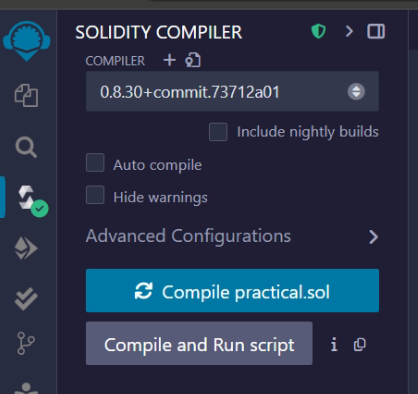 SOLIDITY COMPILER
COMPILER
0.8.30+commit.73712a01
Include nightly builds
Auto compile
Hide warnings
Advanced Configurations
Compile practical.sol
Compile and Run script